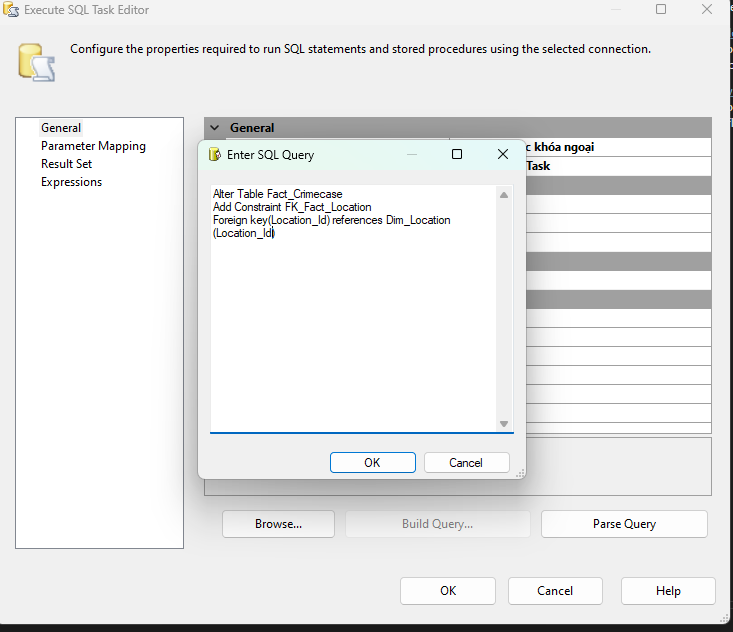 Execute SQL Task Editor
Configure the properties required to run SQL statements and stored procedures using the selected connection.
General
Parameter Mapping
Result Set
Expressions
General
khóa ngoại
Task
Enter SQL Query
Alter Table Fact_Crimecase
Add Constraint FK_Fact_Location
Foreign key(Location_Id) references Dim_Location
(Location_Id)
OK
Cancel
Browse...
Build Query...
Parse Query
OK
Cancel
Help